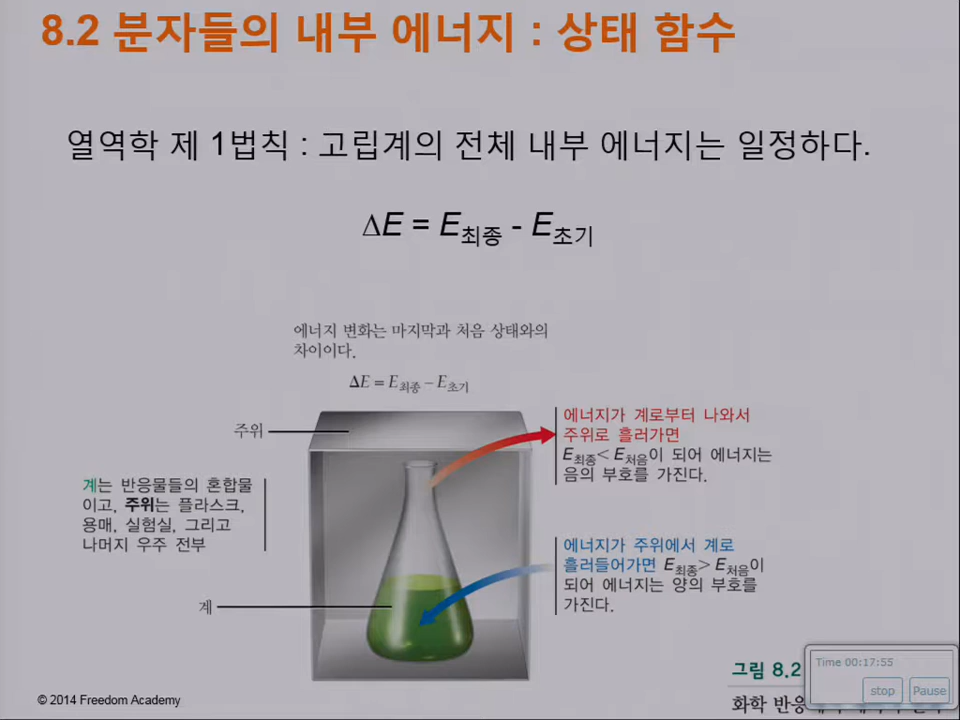 8.2 분자들의 내부 에너지 : 상태 함수
열역학 제 1법칙 : 고립계의 전체 내부 에너지는 일정하다.
ΔE = E최종 - E초기
에너지 변화는 마지막과 처음 상태와의
차이이다.
ΔE = E최종 − E초기
주위
에너지가 계로부터 나와서
주위로 흘러가면
E최종 < E처음이 되어 에너지는
음의 부호를 가진다.
계는 반응물들의 혼합물
이고, 주위는 플라스크,
용매, 실험실, 그리고
나머지 우주 전부
에너지가 주위에서 계로
흘러들어가면 E최종 > E처음이
되어 에너지는 양의 부호를
가진다.
계
그림 8.2
화학 반응
Time 00:17:55
stop
Pause
© 2014 Freedom Academy